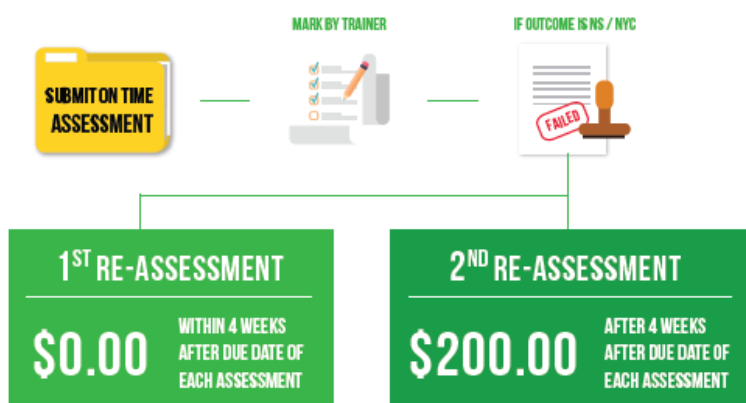 MARK BY TRAINER
IF OUTCOME IS NS / NYC
SUBMIT ON TIME
ASSESSMENT
FAILED
1ST RE-ASSESSMENT
$0.00
WITHIN 4 WEEKS
AFTER DUE DATE OF
EACH ASSESSMENT
2ND RE-ASSESSMENT
$200.00
AFTER 4 WEEKS
AFTER DUE DATE OF
EACH ASSESSMENT